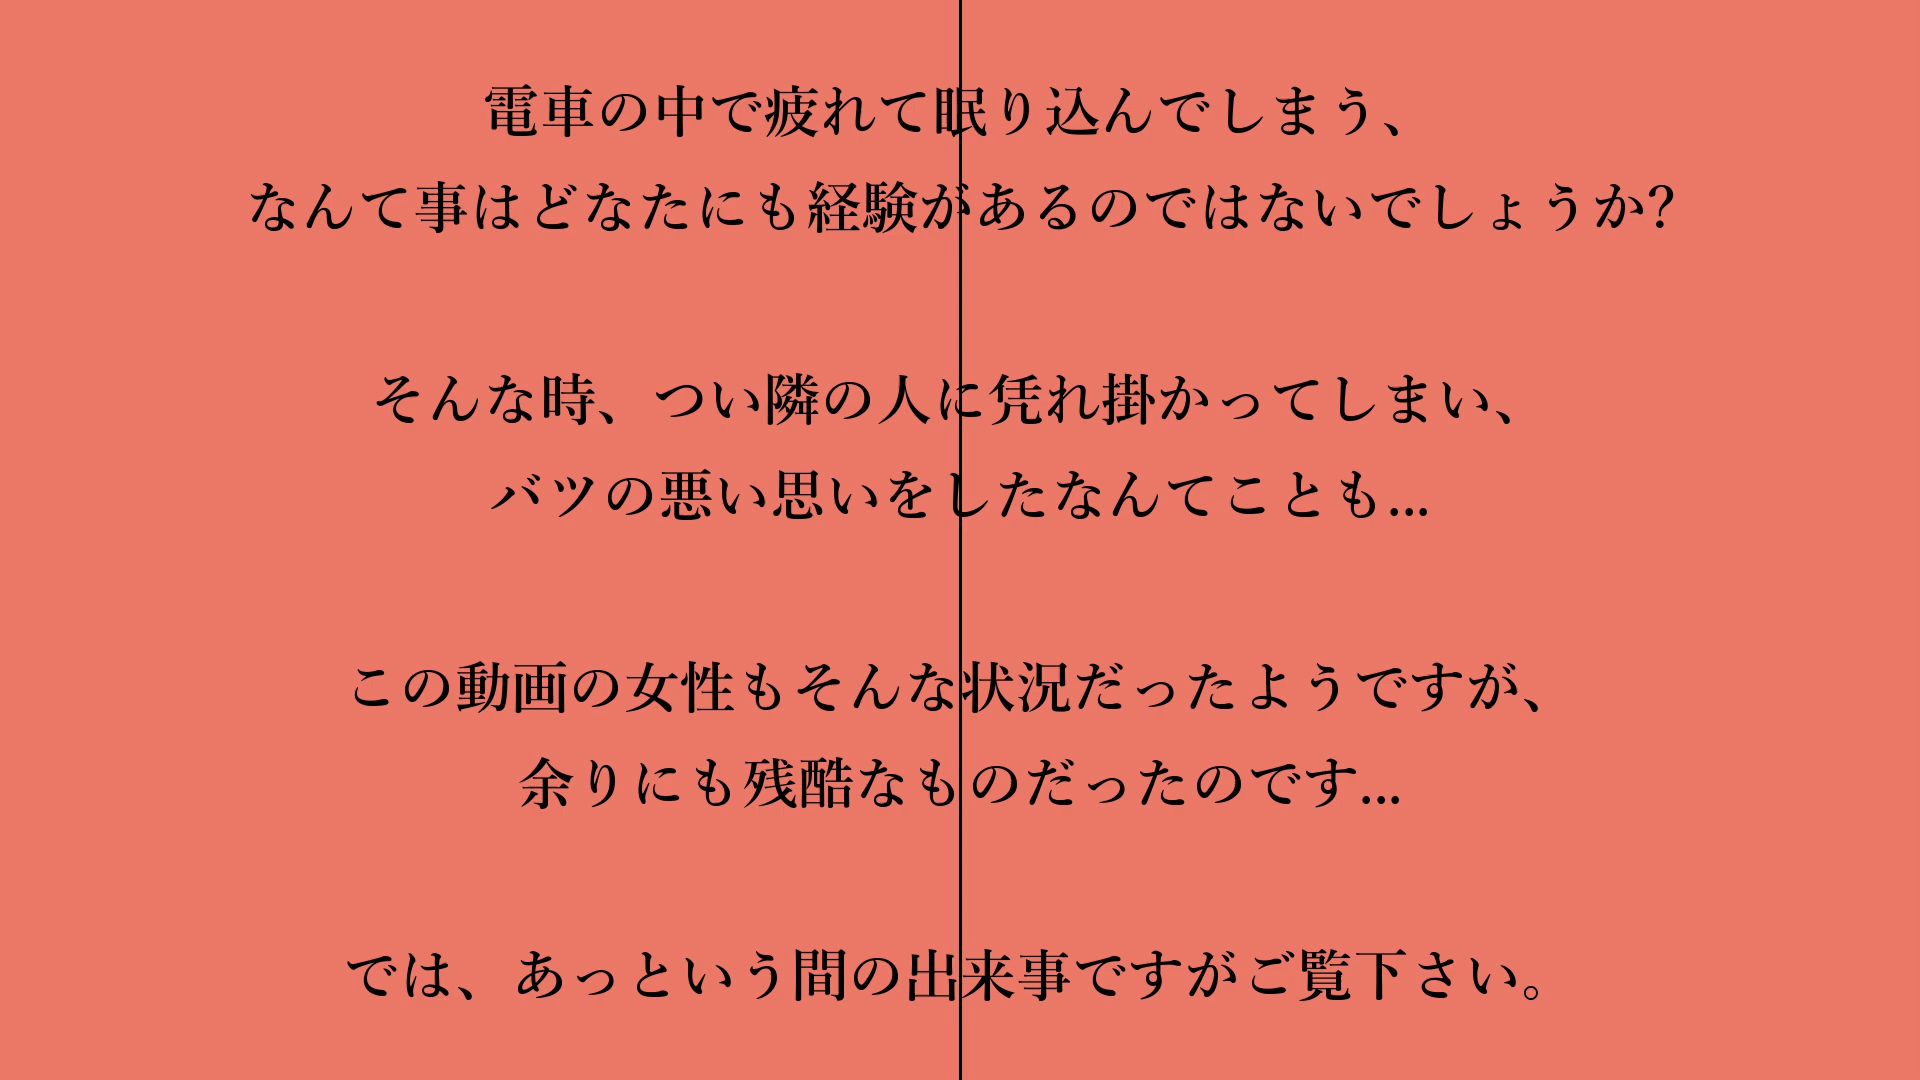 電車の中で疲れて眠り込んでしまう、
なんて事はどなたにも経験があるのではないでしょうか?
そんな時、つい隣の人に凭れ掛かってしまい、
バツの悪い思いをしたなんてことも...
この動画の女性もそんな状況だったようですが、
余りにも残酷なものだったのです...
では、あっという間の出来事ですがご覧下さい。